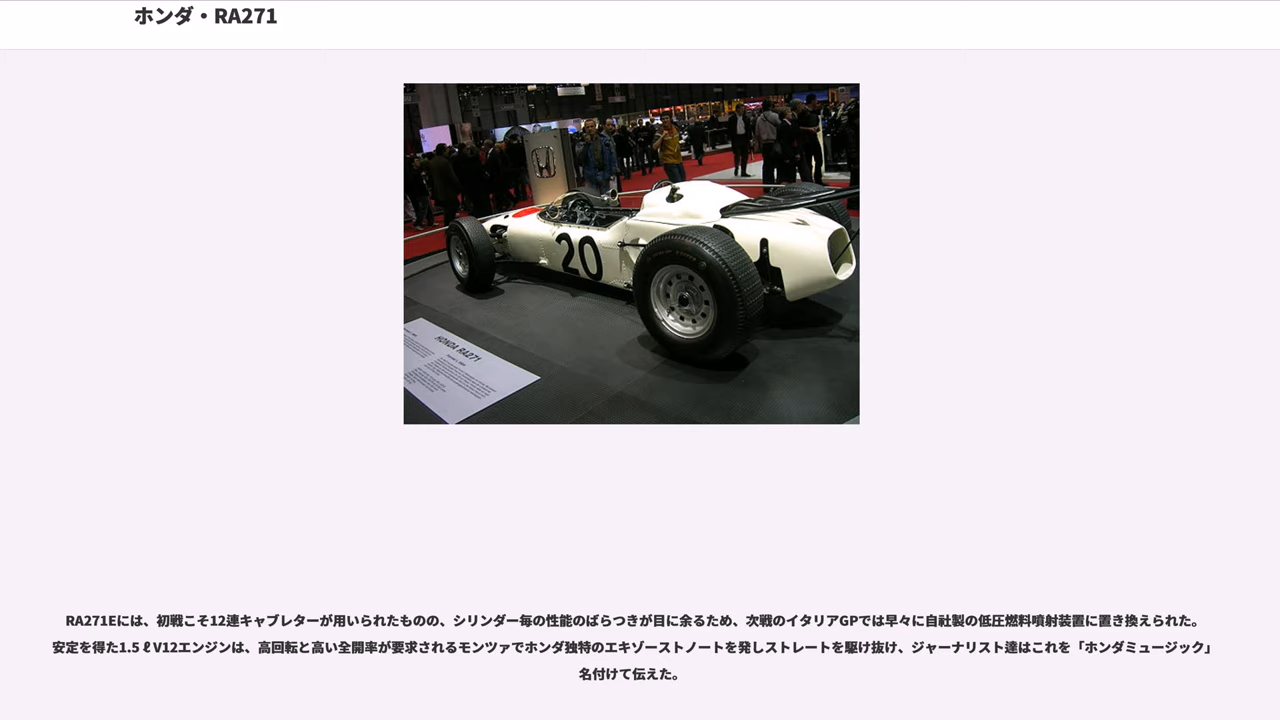 ホンダ・RA271
20
HONDA RA271
RA271Eには、初戦こそ12連キャブレターが用いられたものの、シリンダー毎の性能のばらつきが目に余るため、次戦のイタリアGPでは早々に自社製の低圧燃料噴射装置に置き換えられた。
安定を得た1.5ℓV12エンジンは、高回転と高い全開率が要求されるモンツァでホンダ独特のエキゾーストノートを発しストレートを駆け抜け、ジャーナリスト達はこれを「ホンダミュージック」
名付けて伝えた。